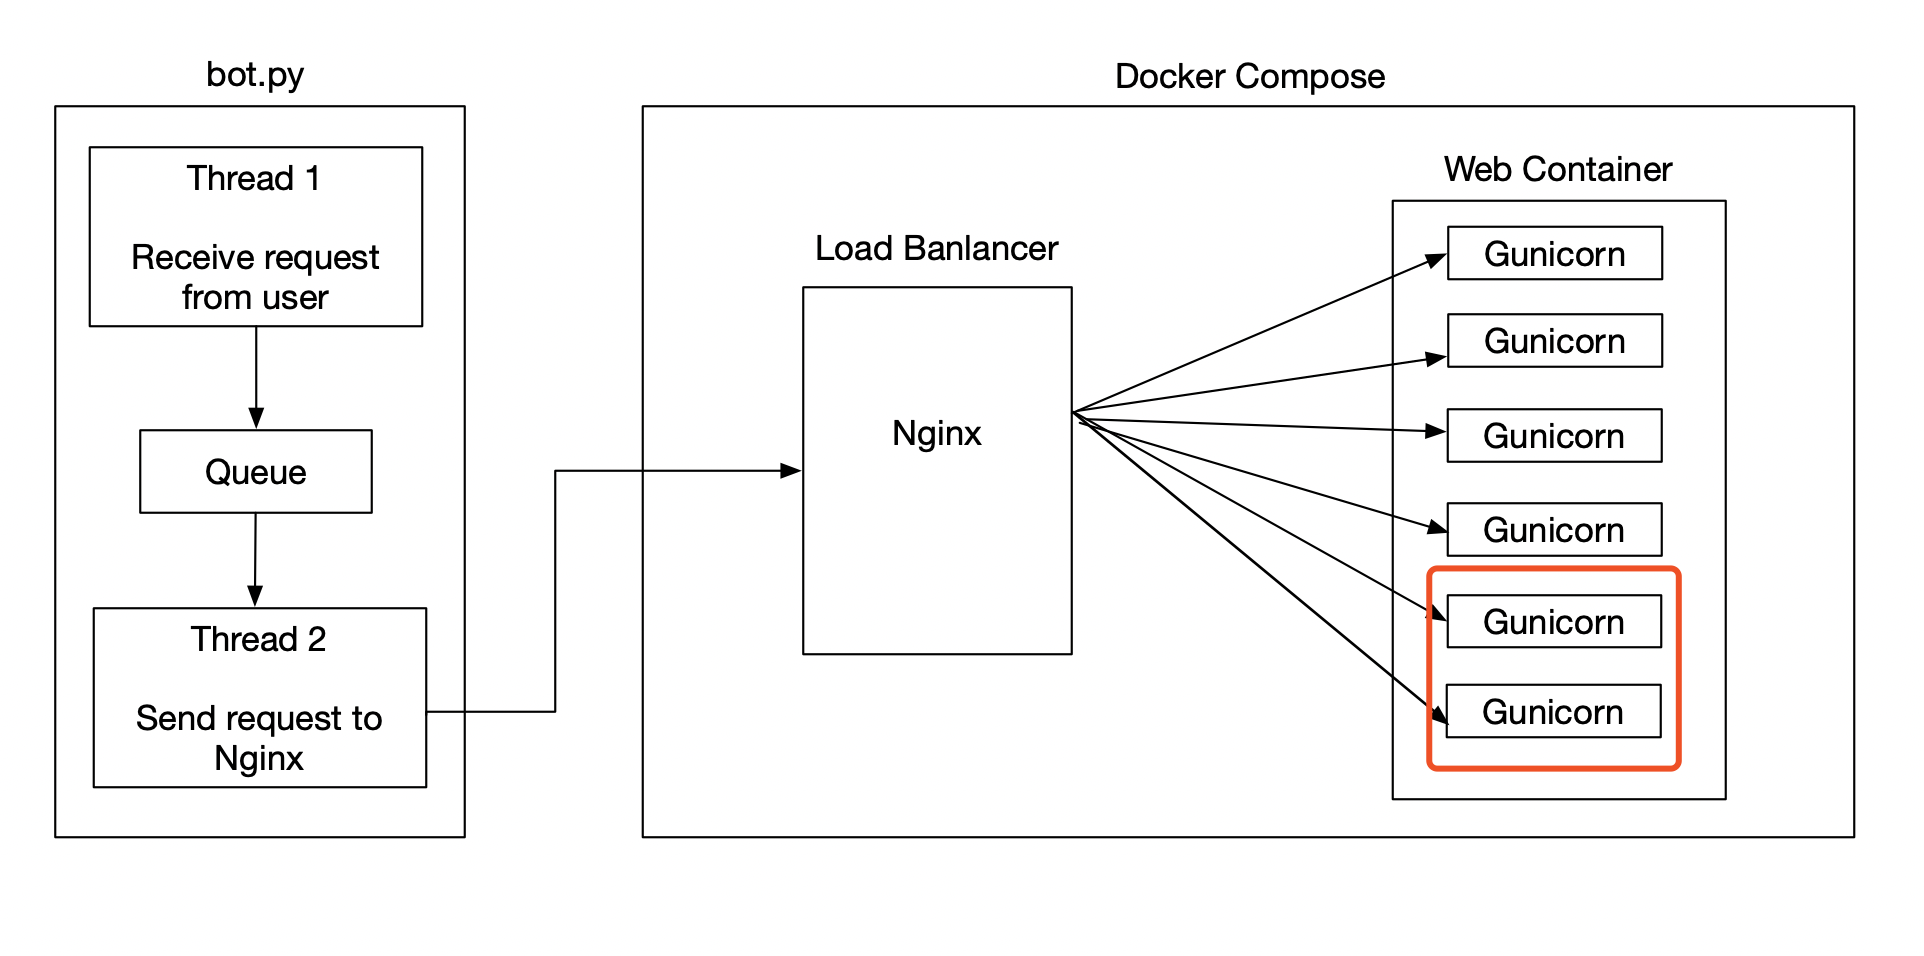 bot.py
Thread 1
Receive request
from user
Queue
Thread 2
Send request to
Nginx
Docker Compose
Load Banlancer
Nginx
Web Container
Gunicorn
Gunicorn
Gunicorn
Gunicorn
Gunicorn
Gunicorn